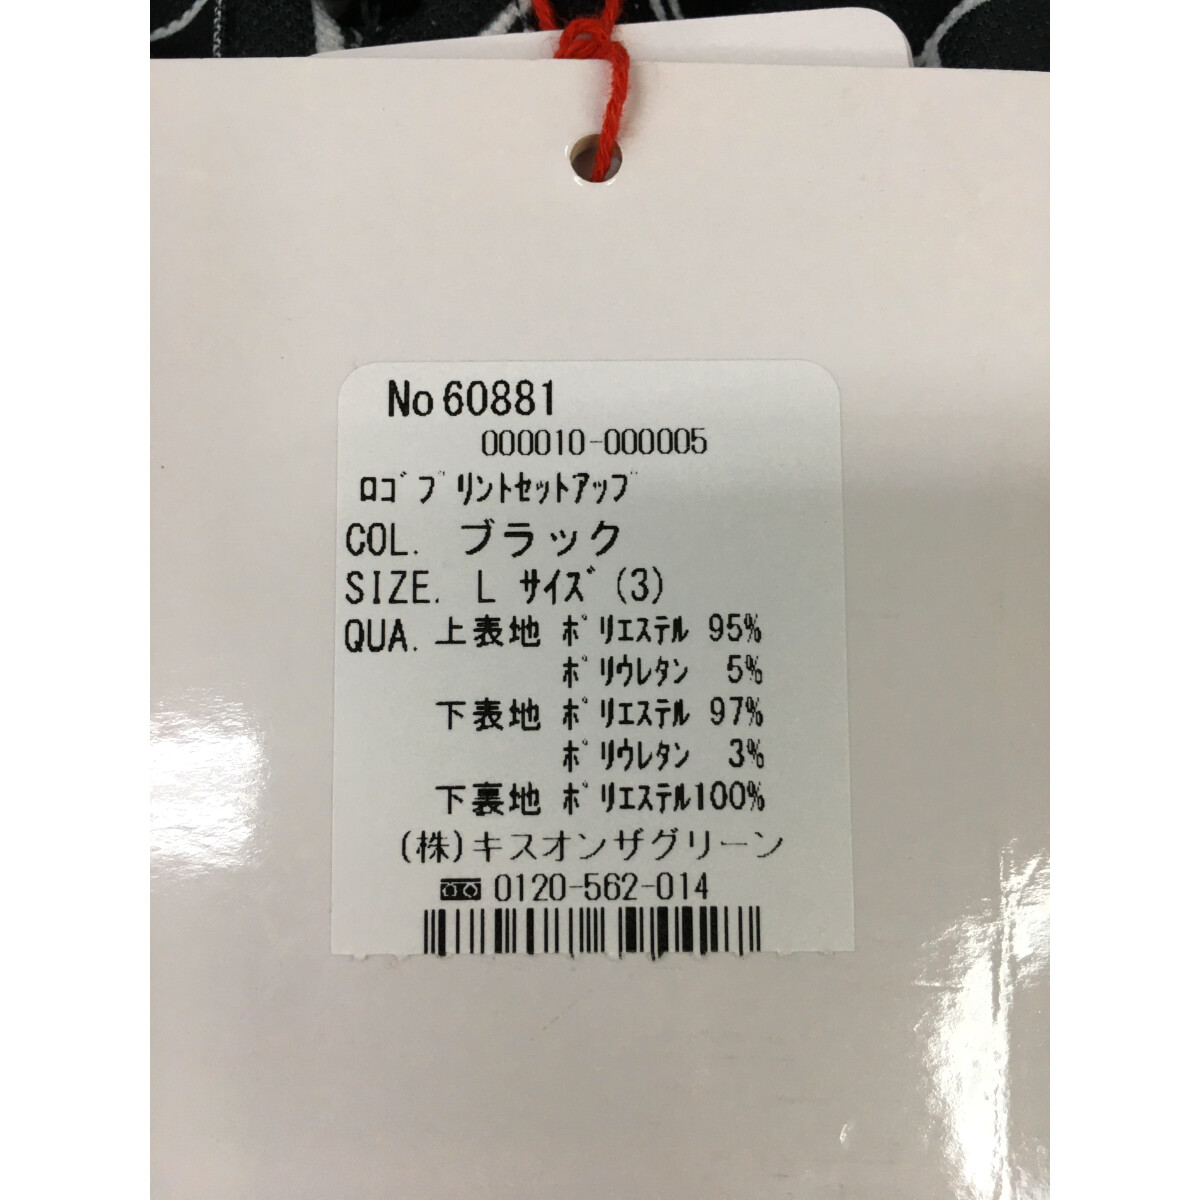 No 60881
000010-000005
ﾛｺﾞﾌﾟﾘﾝﾄｾｯﾄｱｯﾌﾟ
COL. ブラック
SIZE. L ｻｲｽﾞ(3)
QUA. 上表地 ﾎﾟﾘｴｽﾃﾙ 95%
ﾎﾟﾘｳﾚﾀﾝ 5%
下表地 ﾎﾟﾘｴｽﾃﾙ 97%
ﾎﾟﾘｳﾚﾀﾝ 3%
下裏地 ﾎﾟﾘｴｽﾃﾙ100%
(株)キスオンザグリーン
0120-562-014